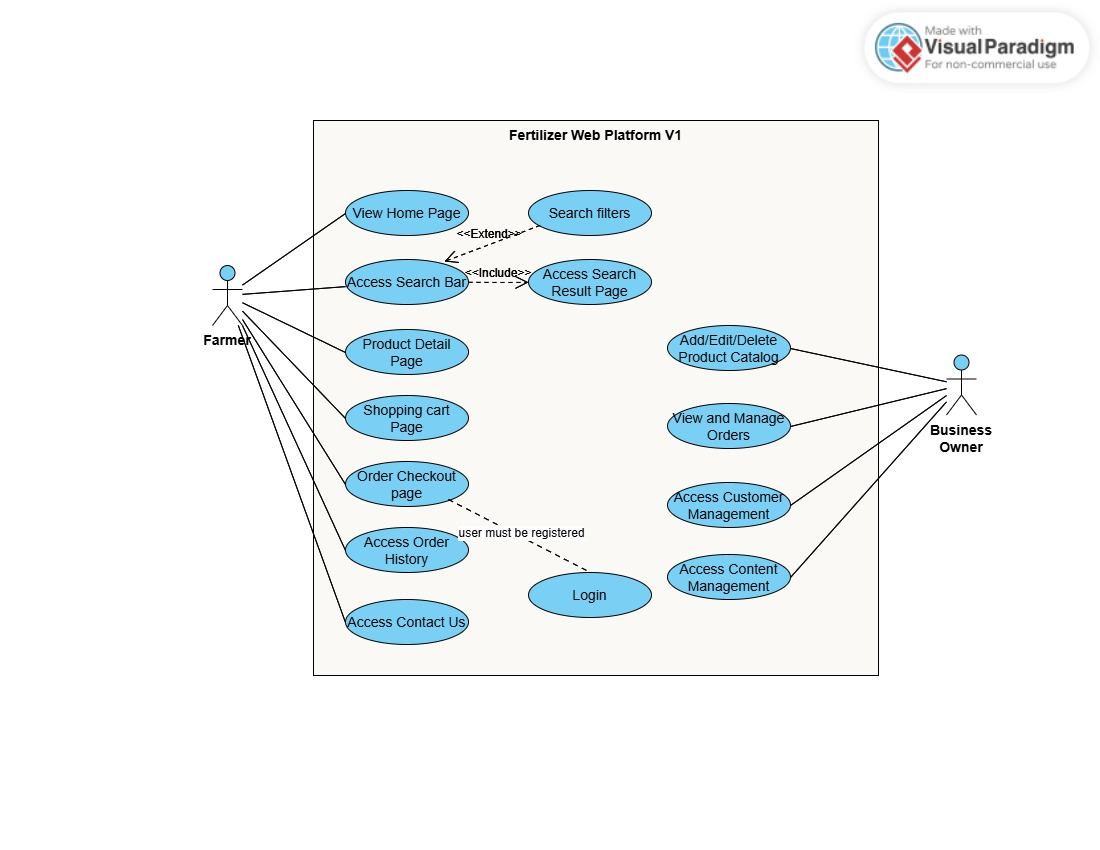 Made with
Visual Paradigm
For non-commercial use
Fertilizer Web Platform V1
View Home Page
Search filters
<<Extend>>
Access Search Bar
<<Include>>
Access Search
Result Page
Farmer
Product Detail
Page
Add/Edit/Delete
Product Catalog
Shopping cart
Page
View and Manage
Orders
Business
Owner
Order Checkout
page
Access Customer
Management
user must be registered
Access Order
History
Access Content
Management
Login
Access Contact Us